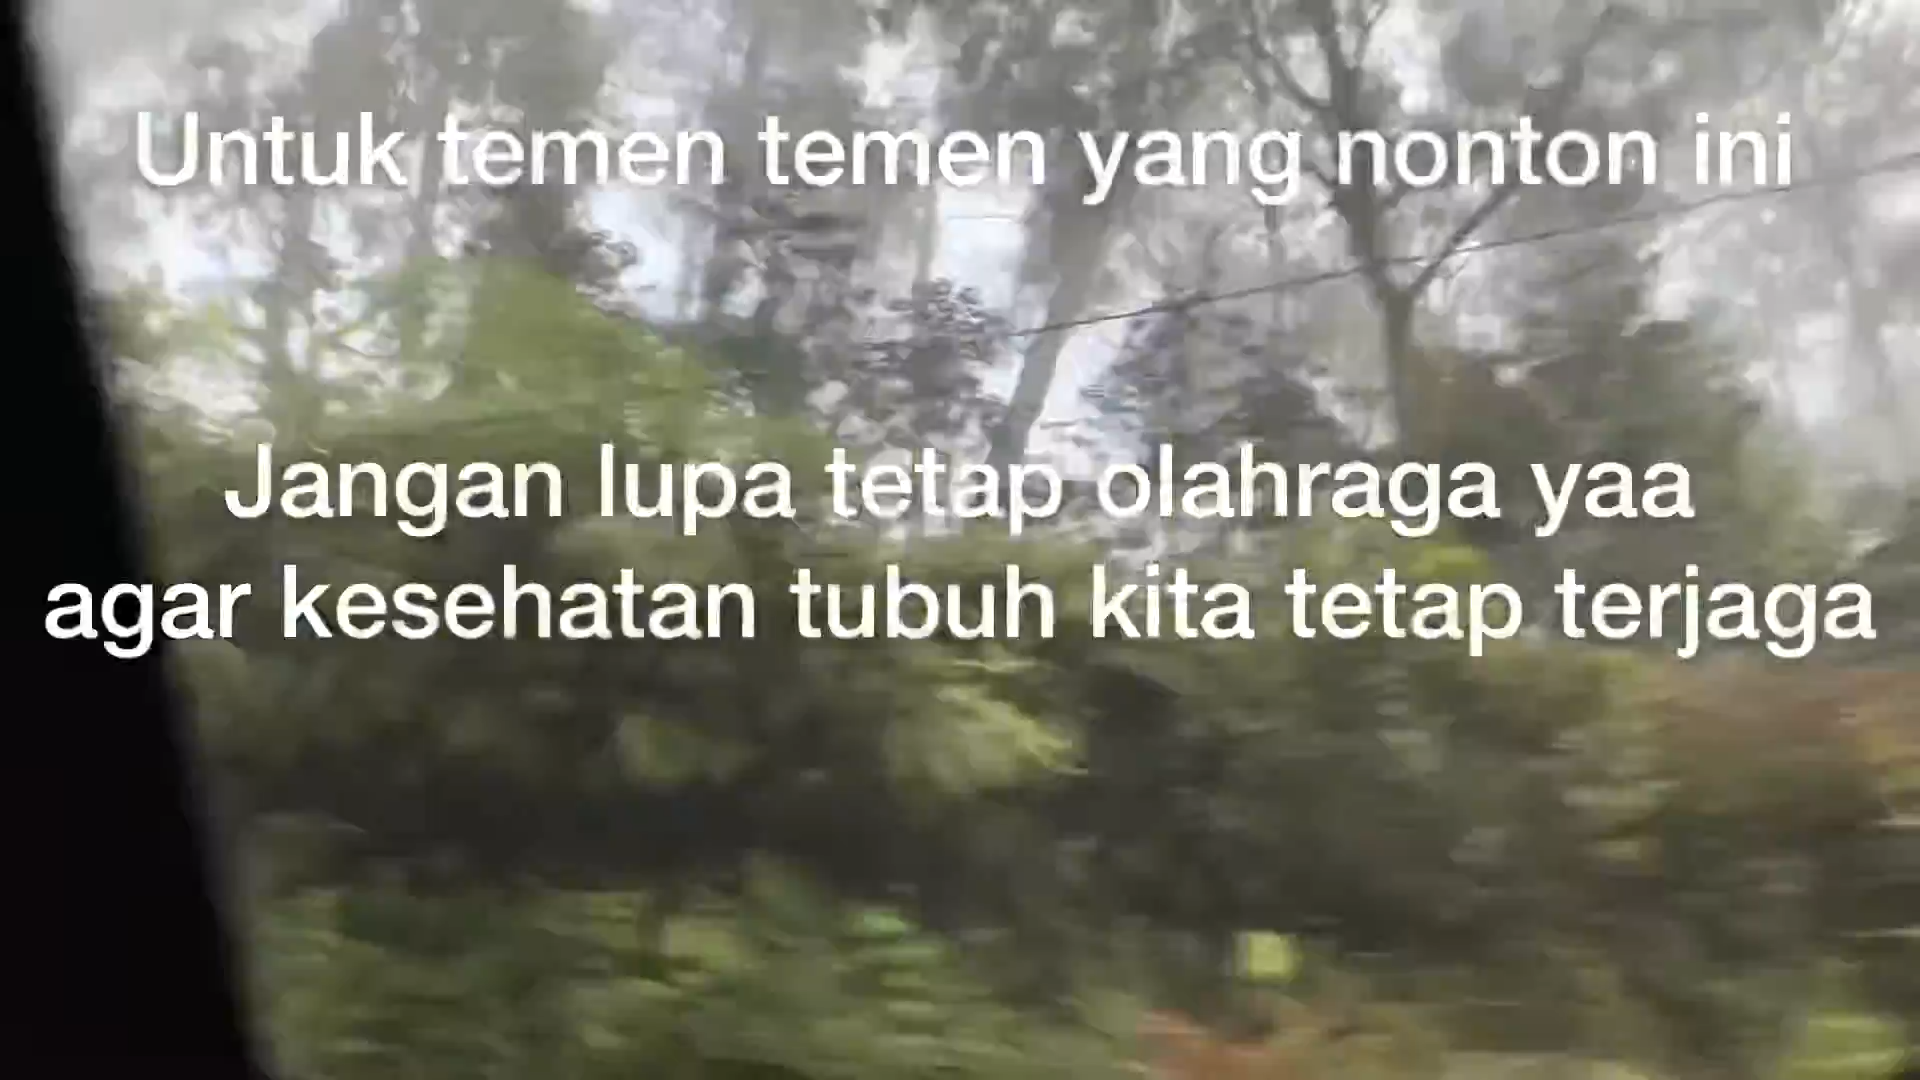 Untuk temen temen yang nonton ini
Jangan lupa tetap olahraga yaa
agar kesehatan tubuh kita tetap terjaga